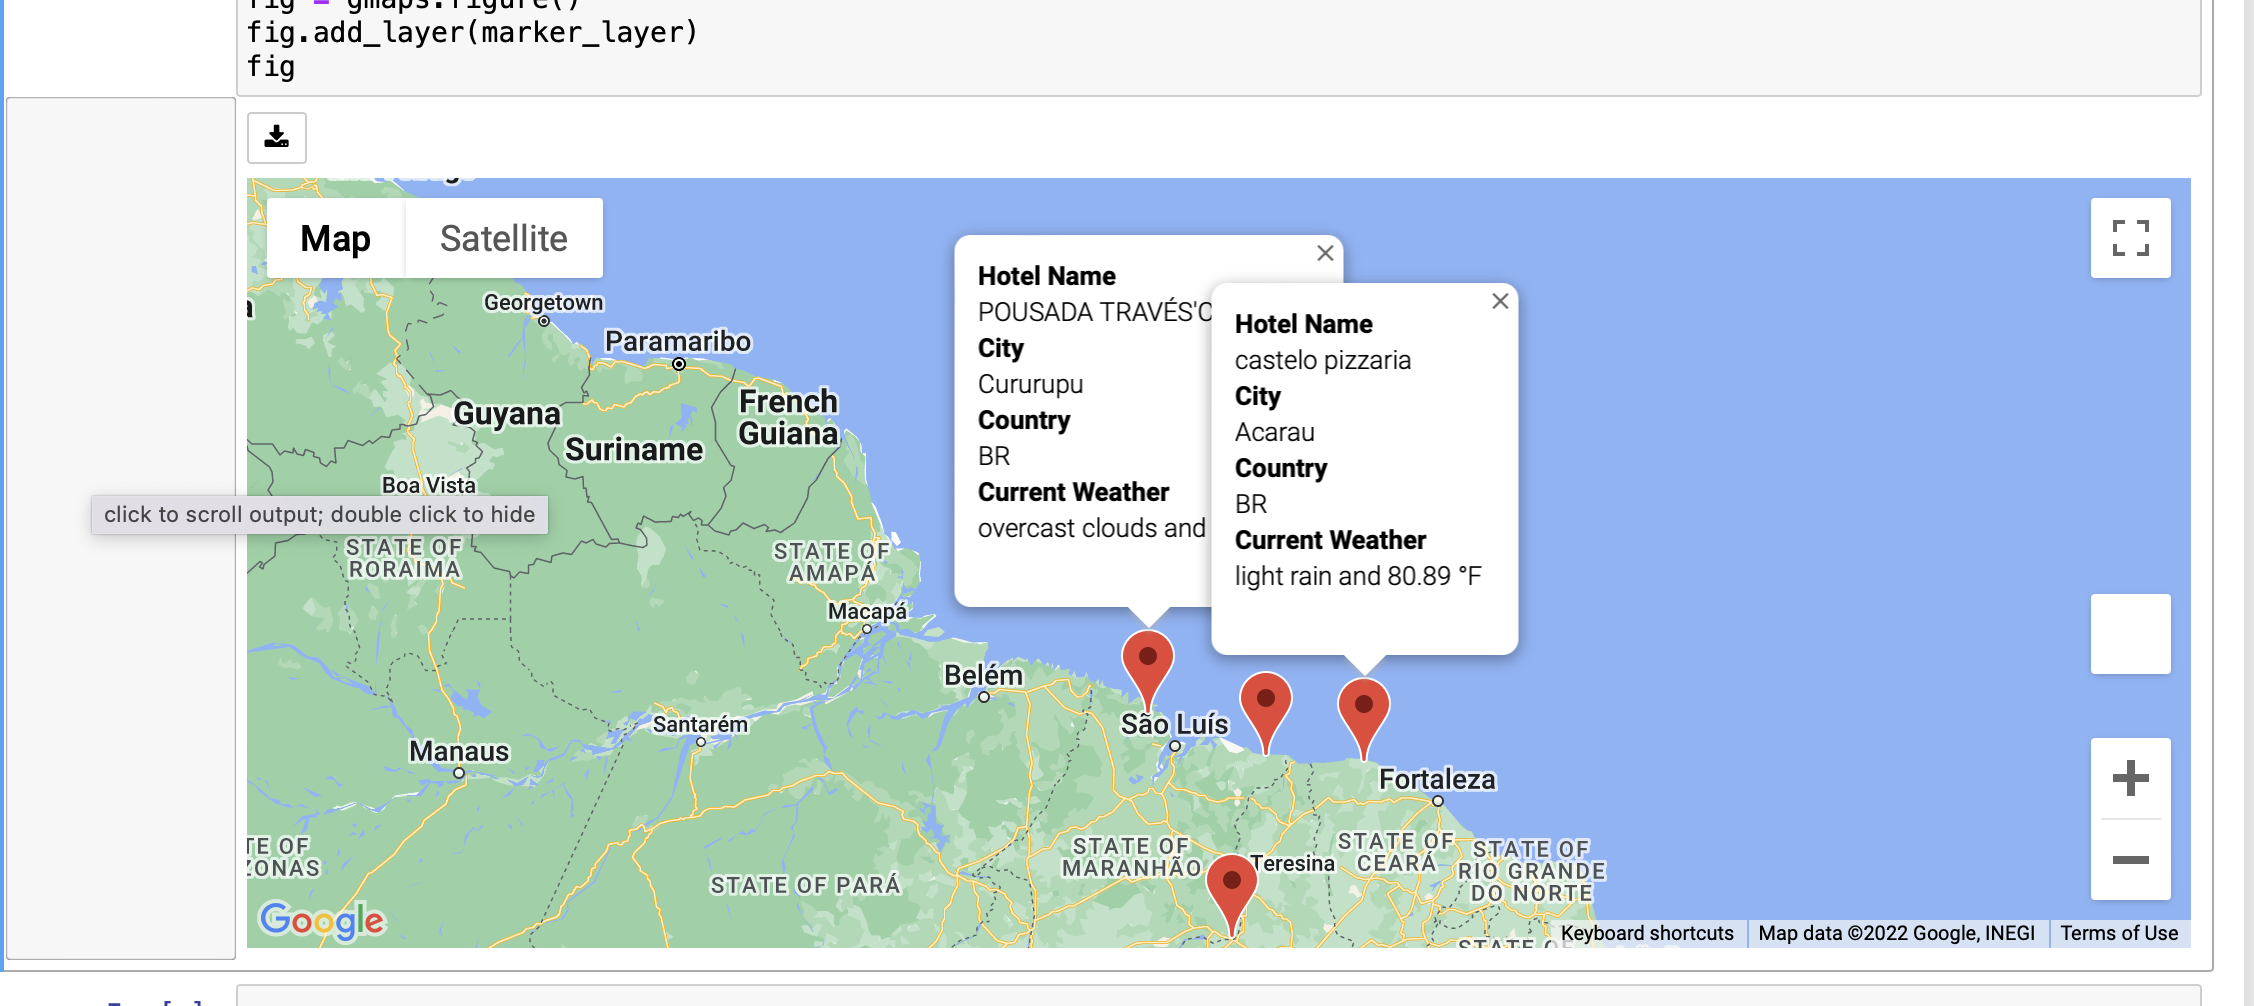 fig = gmaps.figure()
fig.add_layer(marker_layer)
fig
Map
Satellite
Georgetown
Paramaribo
Guyana
Suriname
French
Guiana
Boa Vista
click to scroll output; double click to hide
STATE OF
RORAIMA
STATE OF
AMAPÁ
Macapá
Belém
Santarém
Manaus
São Luís
Fortaleza
Hotel Name
POUSADA
City
Cururupu
Country
BR
Current Weather
overcast clouds and
Hotel Name
castelo pizzaria
City
Acarau
Country
BR
Current Weather
light rain and 80.89 °F
STATE OF
MARANHÃO
Teresina
STATE OF
CEARÁ
STATE OF
RIO GRANDE
DO NORTE
STATE OF PARÁ
OF
STATE
Google
Keyboard shortcuts
Map data ©2022 Google, INEGI
Terms of Use